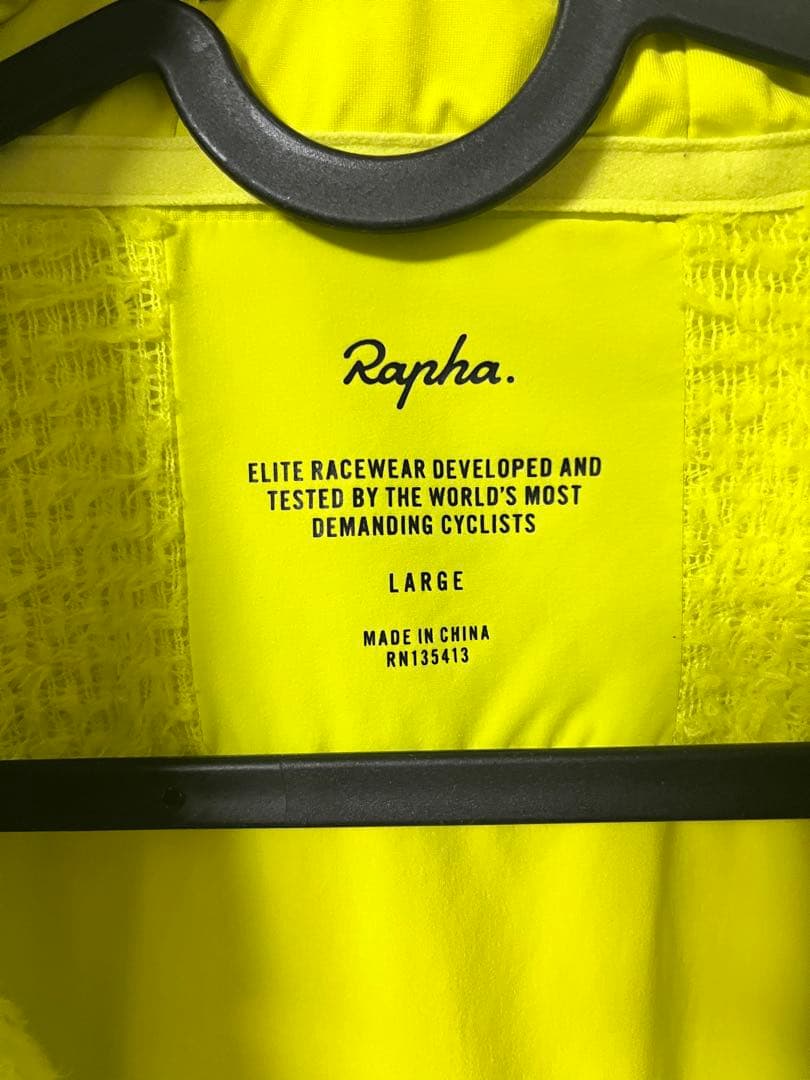 Rapha.
ELITE RACEWEAR DEVELOPED AND
TESTED BY THE WORLD'S MOST
DEMANDING CYCLISTS
LARGE
MADE IN CHINA
RN135413